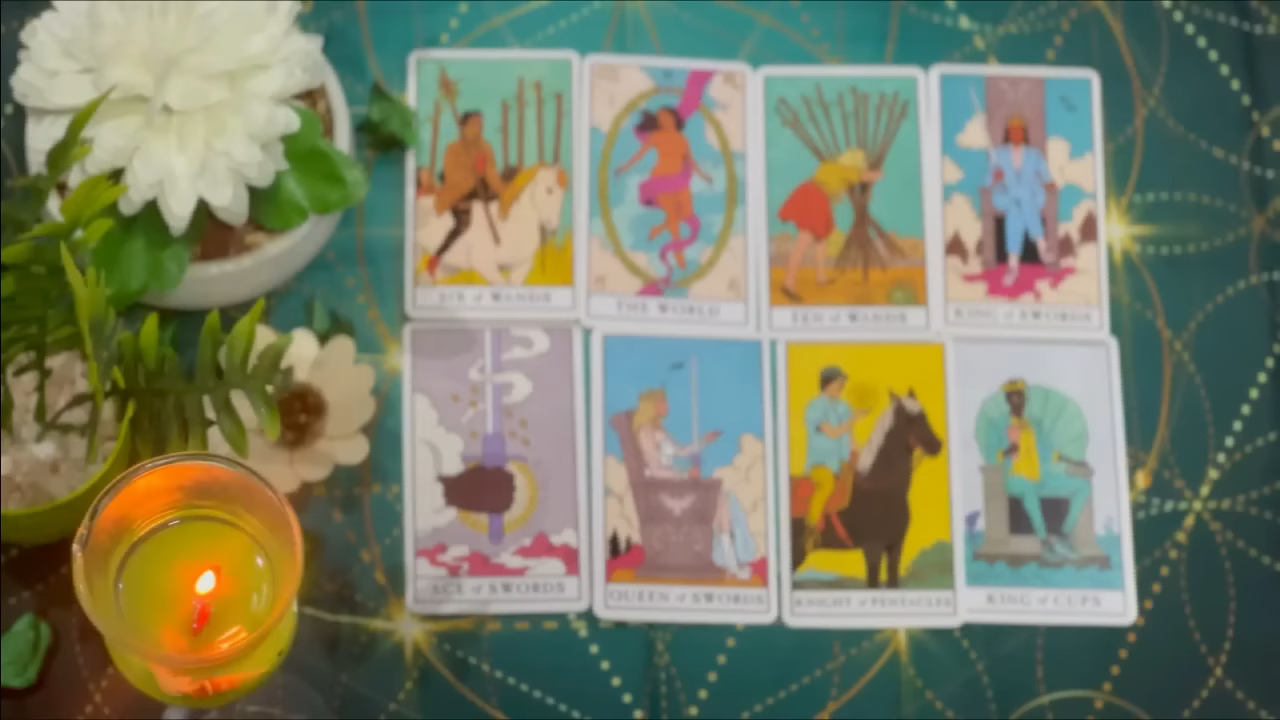 SIX of WANDS
THE WORLD
TEN of WANDS
KING of SWORDS
ACE of SWORDS
QUEEN of SWORDS
KNIGHT of PENTACLES
KING of CUPS